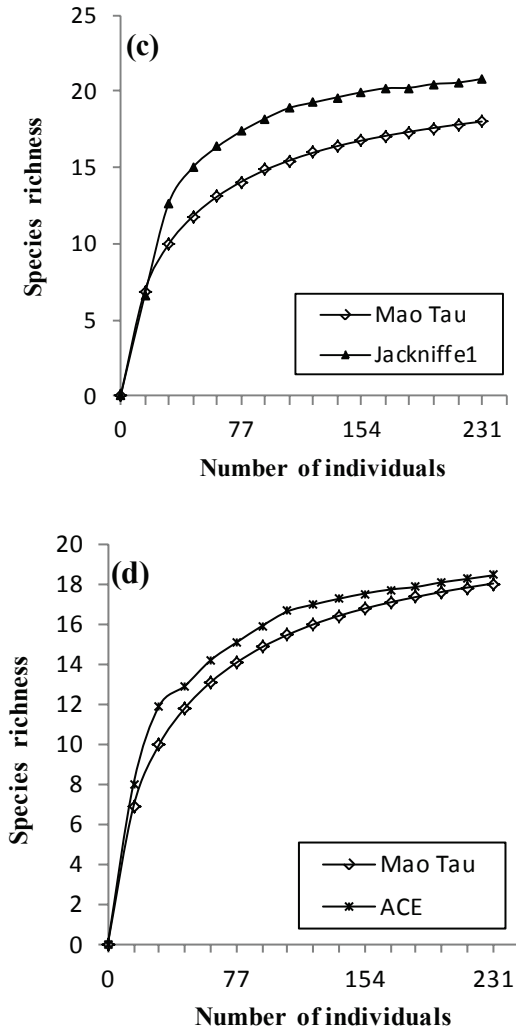 25
(c)
20
15
10
5
0
Species richness
Mao Tau
Jackniffe1
0 77 154 231
Number of individuals
20
(d)
18
16
14
12
10
8
6
4
2
0
Species richness
Mao Tau
ACE
0 77 154 231
Number of individuals